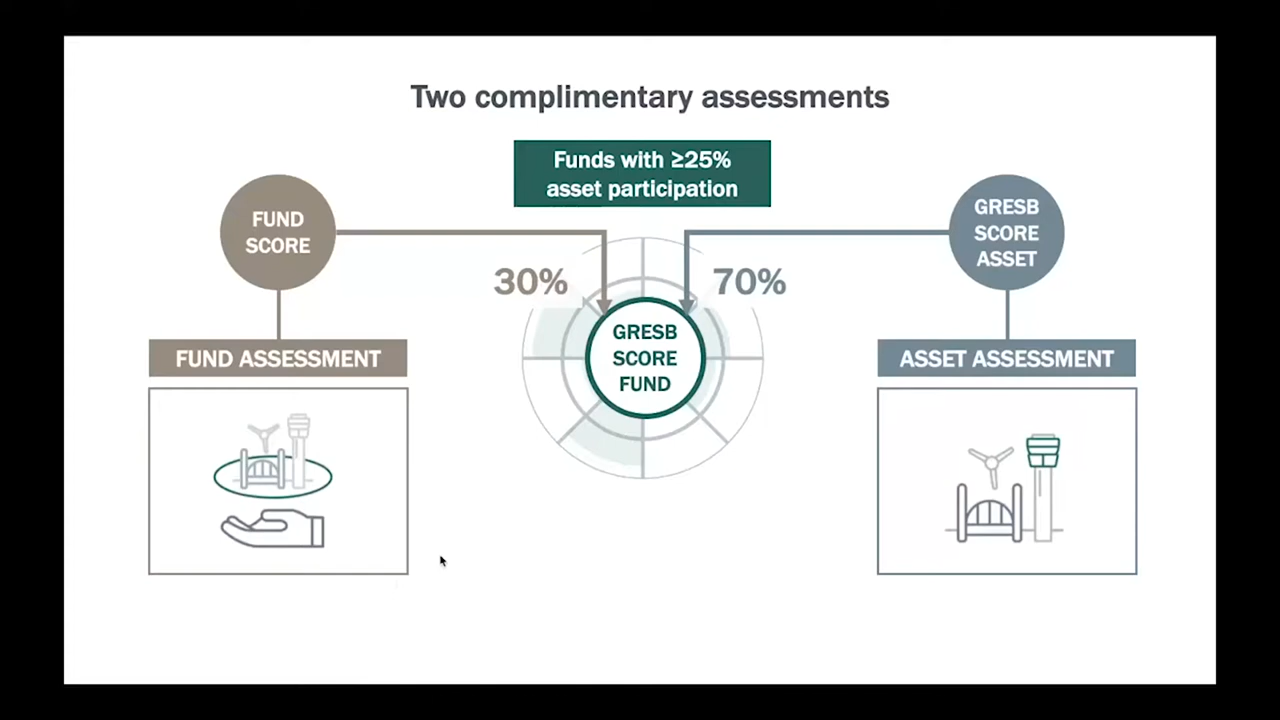 Two complimentary assessments
Funds with ≥25%
asset participation
FUND
SCORE
GRESB
SCORE
ASSET
30%
70%
GRESB
SCORE
FUND
FUND ASSESSMENT
ASSET ASSESSMENT